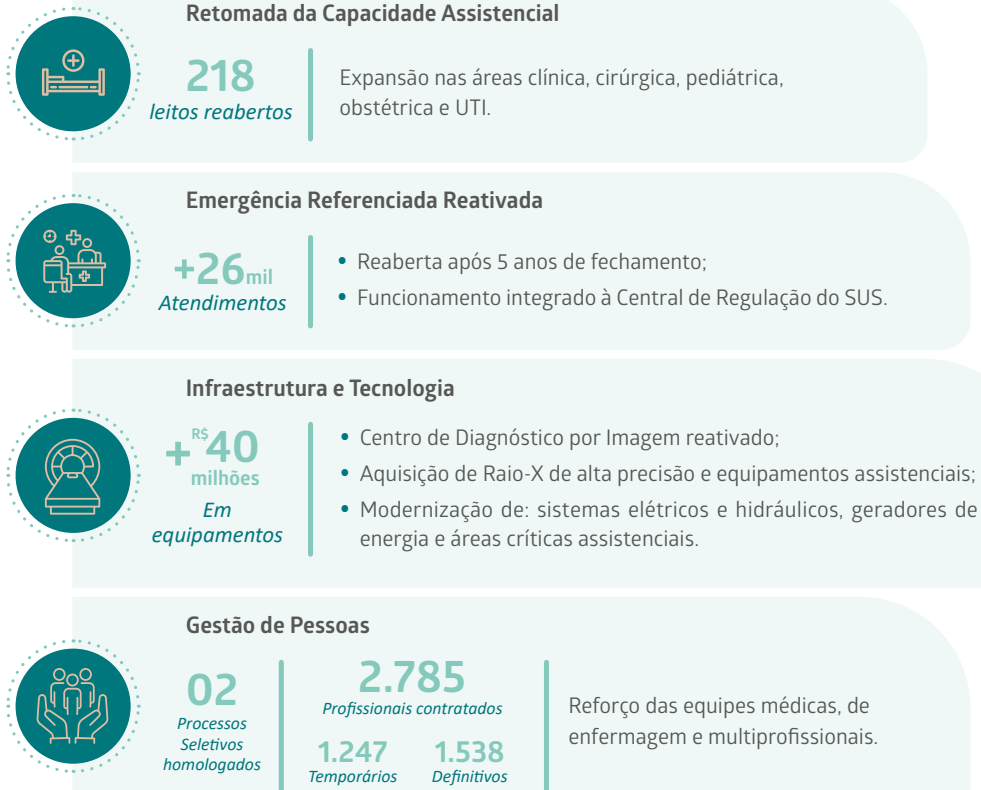 Retomada da Capacidade Assistencial
218
leitos reabertos
Expansão nas áreas clínica, cirúrgica, pediátrica,
obstétrica e UTI.
Emergência Referenciada Reativada
+26mil
Atendimentos
• Reaberta após 5 anos de fechamento;
• Funcionamento integrado à Central de Regulação do SUS.
Infraestrutura e Tecnologia
+R$40
milhões
Em
equipamentos
• Centro de Diagnóstico por Imagem reativado;
• Aquisição de Raio-X de alta precisão e equipamentos assistenciais;
• Modernização de: sistemas elétricos e hidráulicos, geradores de
energia e áreas críticas assistenciais.
Gestão de Pessoas
02
Processos
Seletivos
homologados
2.785
Profissionais contratados
1.247
Temporários
1.538
Definitivos
Reforço das equipes médicas, de
enfermagem e multiprofissionais.